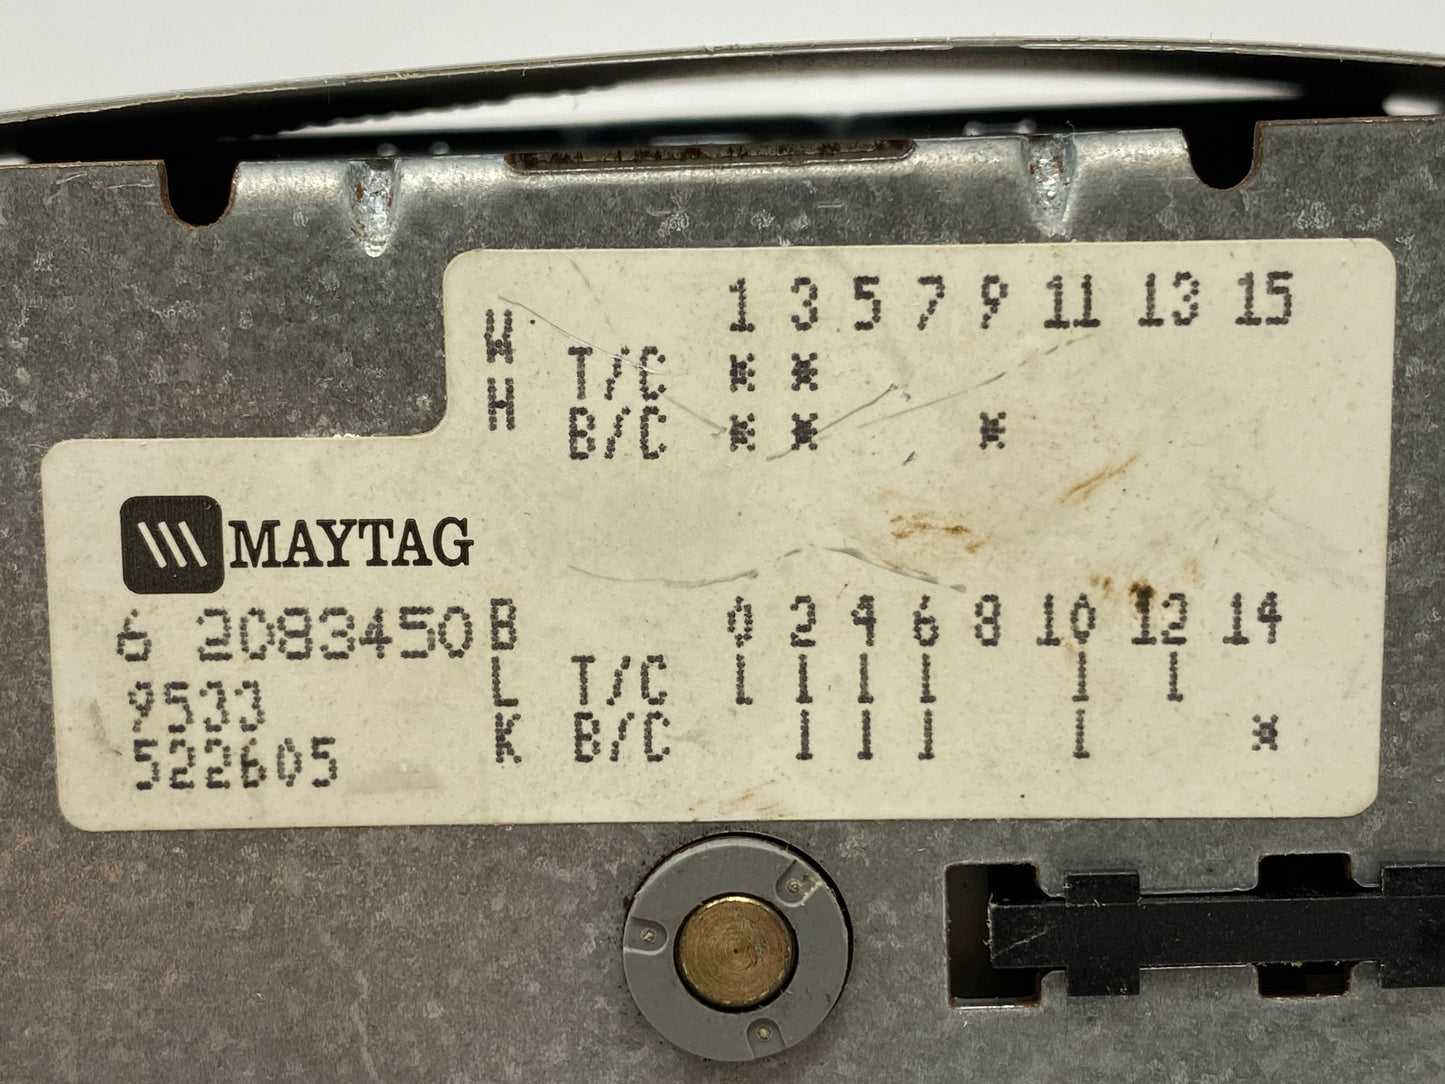 1 3 5 7 9 11 13 15
W
H T/C * *
B/C * * *
MAYTAG
6 2083450
9533
522605
B 0 2 4 6 8 10 12 14
L T/C | | | | | |
K B/C | | | | *